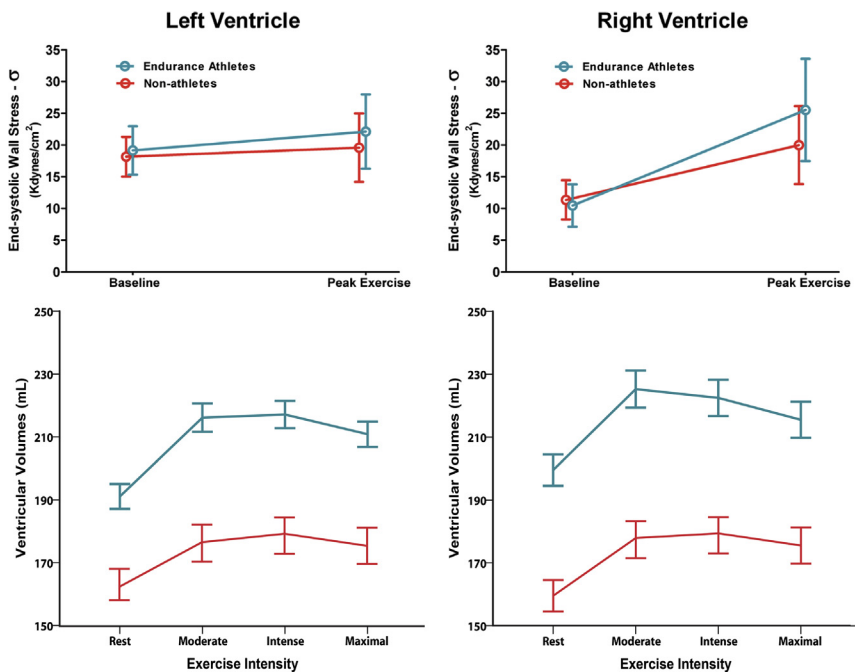 Left Ventricle
End-systolic Wall Stress - σ
(Kdynes/cm²)
35
30
25
20
15
10
5
0
Endurance Athletes
Non-athletes
Baseline
Peak Exercise
Right Ventricle
End-systolic Wall Stress - σ
(Kdynes/cm²)
35
30
25
20
15
10
5
0
Endurance Athletes
Non-athletes
Baseline
Peak Exercise
Ventricular Volumes (mL)
250
230
210
190
170
150
Rest
Moderate
Intense
Maximal
Exercise Intensity
Ventricular Volumes (mL)
250
230
210
190
170
150
Rest
Moderate
Intense
Maximal
Exercise Intensity